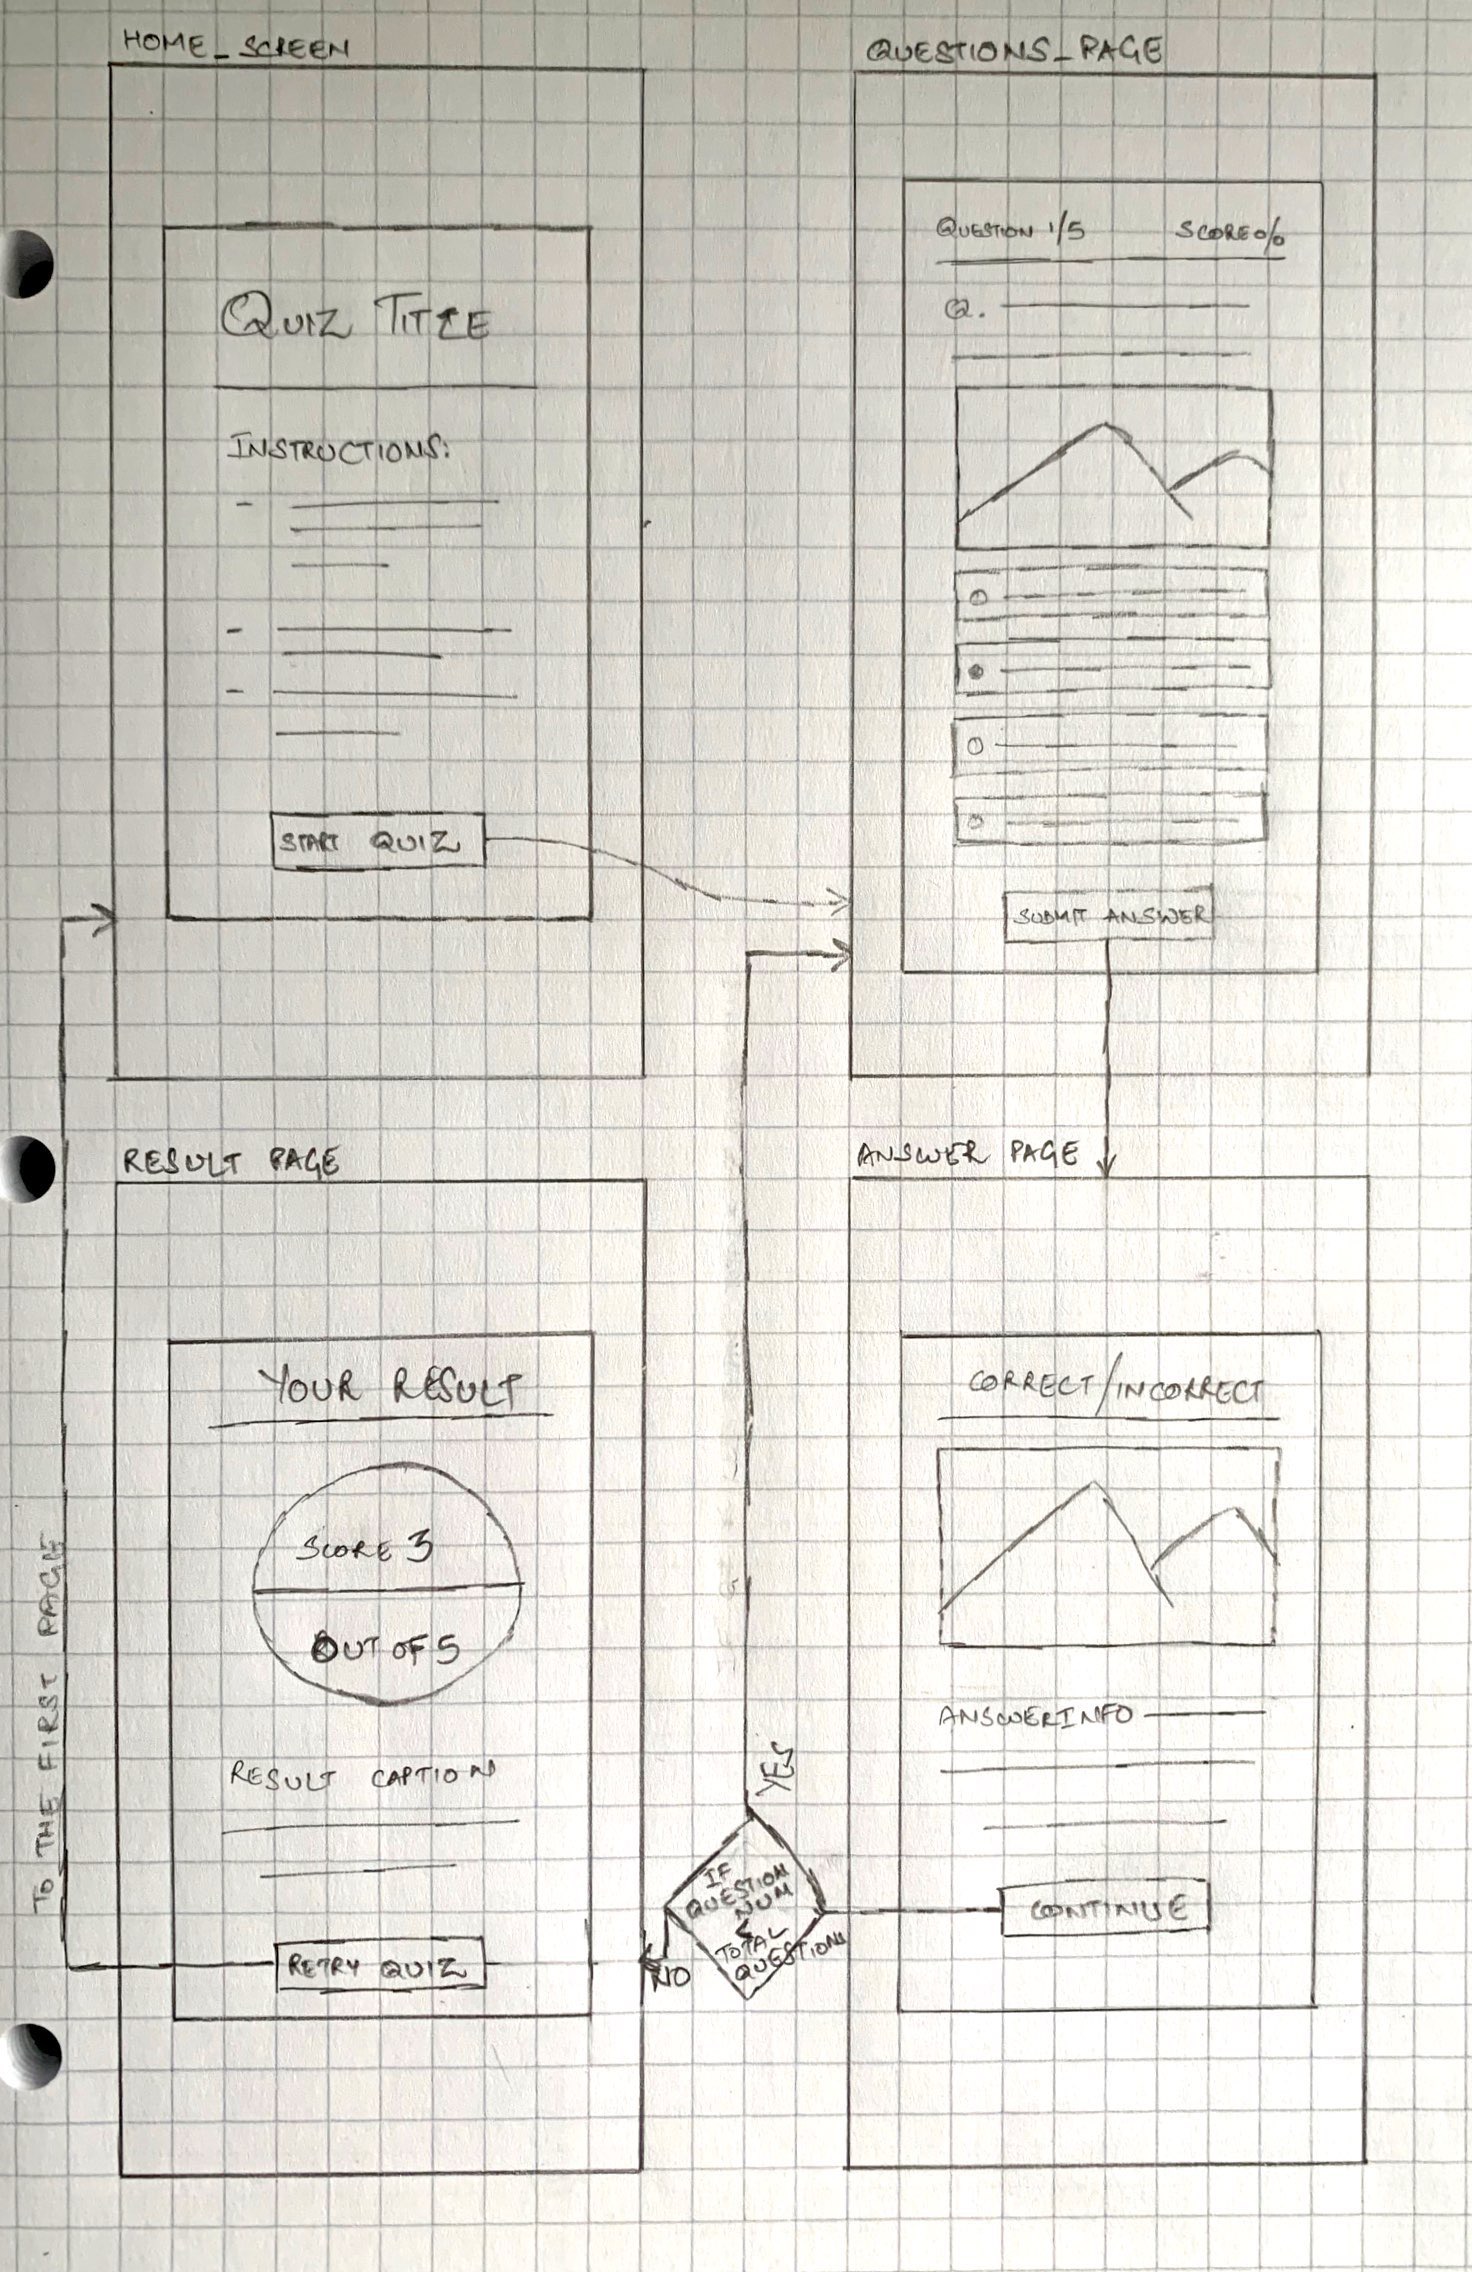 HOME_SCREEN
QUIZ TITLE
INSTRUCTIONS:
START QUIZ
QUESTIONS_PAGE
QUESTION 1/5
SCORE 0/0
Q.
SUBMIT ANSWER
RESULT PAGE
YOUR RESULT
SCORE 3
OUT OF 5
RESULT CAPTION
RETRY QUIZ
TO THE FIRST PAGE
ANSWER PAGE
CORRECT/INCORRECT
ANSWERINFO
CONTINUE
YES
IF
QUESTION
NUM
<
TOTAL
QUESTIONS
NO